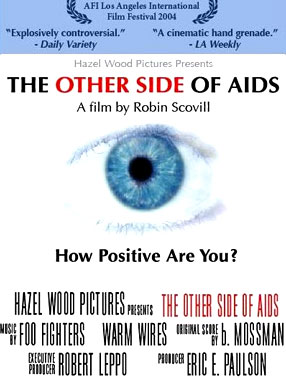 AFI Los Angeles International
Film Festival 2004
"Explosively controversial." "A cinematic hand grenade."
- Daily Variety - LA Weekly
Hazel Wood Pictures Presents
THE OTHER SIDE OF AIDS
A film by Robin Scovill
How Positive Are You?
HAZEL WOOD PICTURES PRESENTS THE OTHER SIDE OF AIDS
MUSIC BY FOO FIGHTERS WARM WIRES ORIGINAL SCORE BY b. MOSSMAN
EXECUTIVE PRODUCER ROBERT LEPPO PRODUCER ERIC E. PAULSON